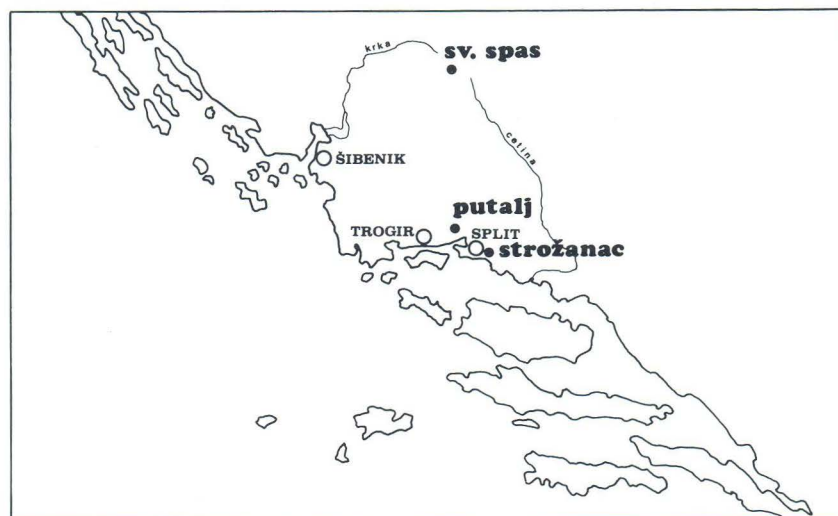 krka
sv. spas
cetina
ŠIBENIK
putalj
TROGIR
SPLIT
strožanac